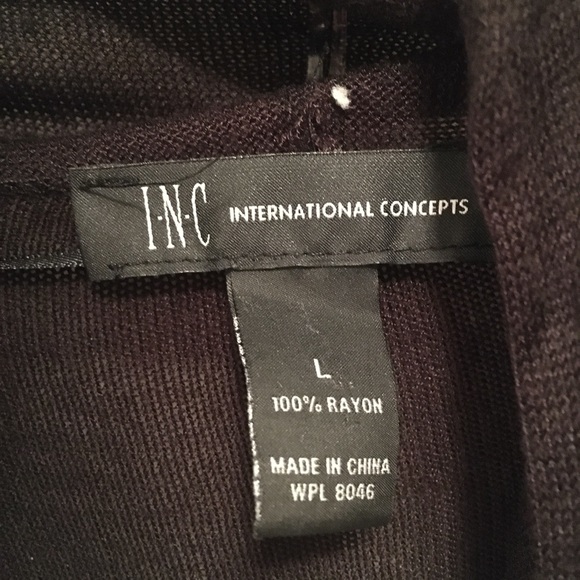 I·N·C INTERNATIONAL CONCEPTS
L
100% RAYON
MADE IN CHINA
WPL 8046